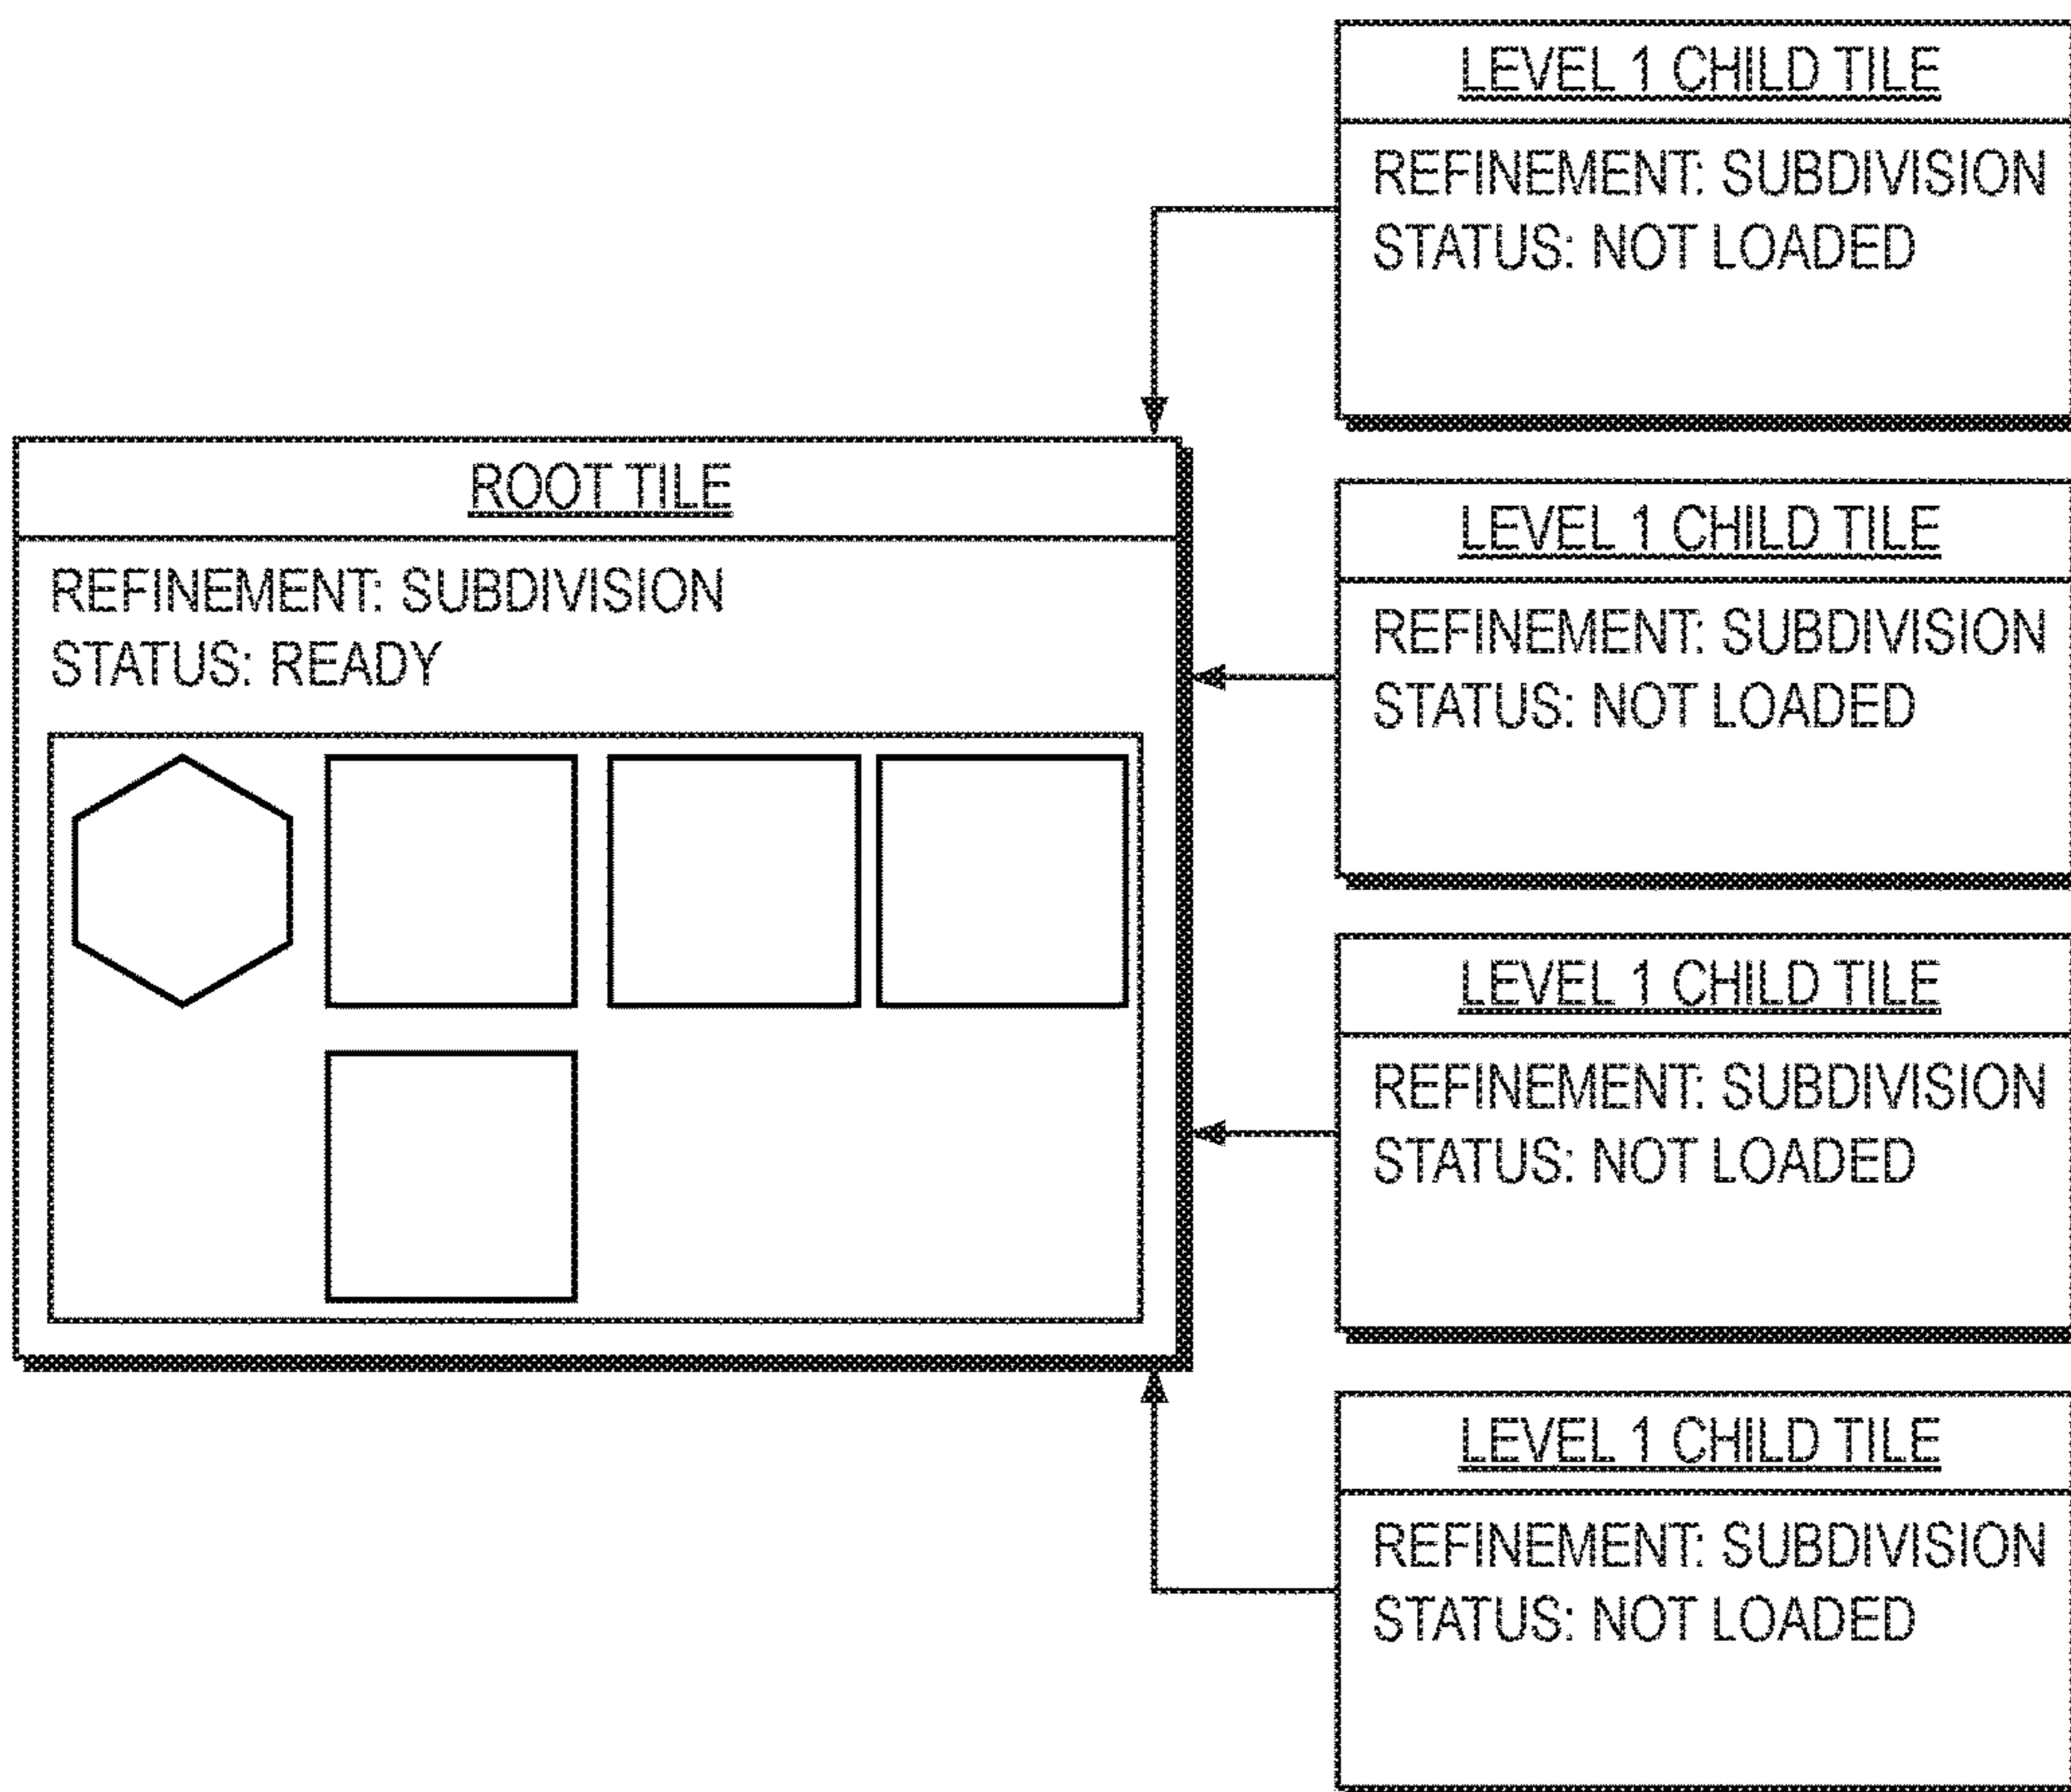 LEVEL 1 CHILD TILE
REFINEMENT: SUBDIVISION
STATUS: NOT LOADED
ROOT TILE
REFINEMENT: SUBDIVISION
STATUS: READY
LEVEL 1 CHILD TILE
REFINEMENT: SUBDIVISION
STATUS: NOT LOADED
LEVEL 1 CHILD TILE
REFINEMENT: SUBDIVISION
STATUS: NOT LOADED
LEVEL 1 CHILD TILE
REFINEMENT: SUBDIVISION
STATUS: NOT LOADED